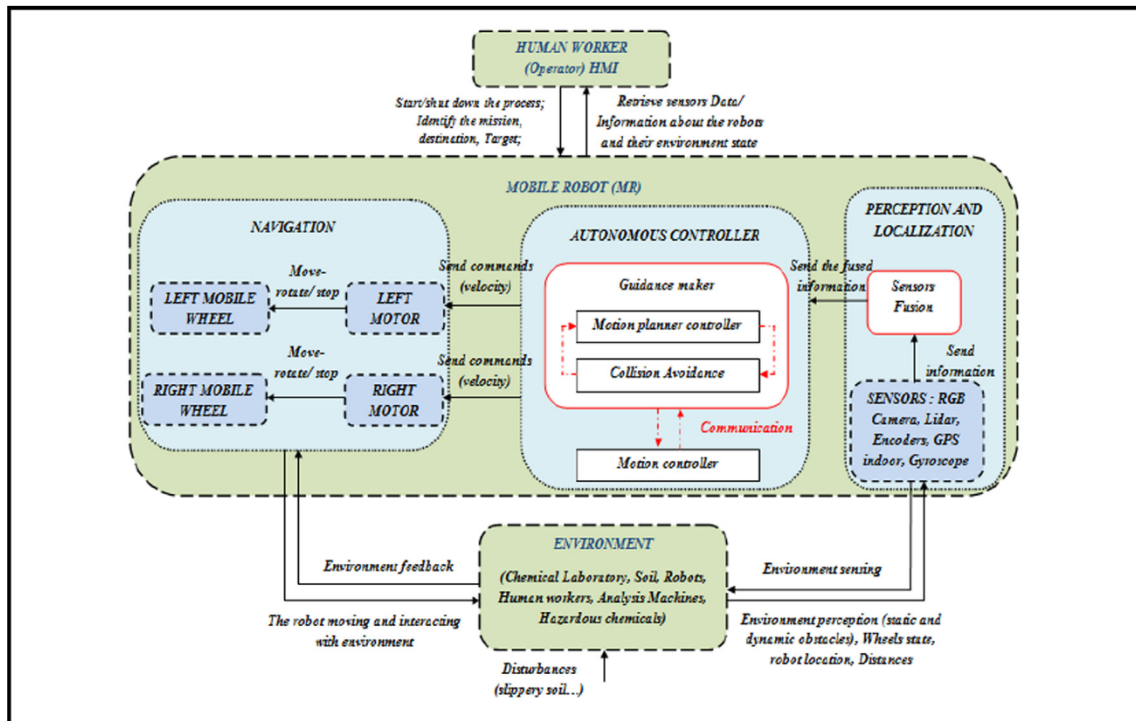 HUMAN WORKER
(Operator) HMI
Start/shut down the process;
Identify the mission,
destination, Target;
Retrieve sensors Data/
Information about the robots
and their environment state
MOBILE ROBOT (MR)
NAVIGATION
Move-
rotate/ stop
LEFT MOBILE
WHEEL
LEFT
MOTOR
Send commands
(velocity)
Move-
rotate/ stop
RIGHT MOBILE
WHEEL
RIGHT
MOTOR
Send commands
(velocity)
AUTONOMOUS CONTROLLER
Guidance maker
Motion planner controller
Collision Avoidance
Communication
Motion controller
PERCEPTION AND
LOCALIZATION
Send the fused
information
Sensors
Fusion
Send
information
SENSORS : RGB
Camera, Lidar,
Encoders, GPS
indoor, Gyroscope
ENVIRONMENT
(Chemical Laboratory, Soil, Robots,
Human workers, Analysis Machines,
Hazardous chemicals)
Environment feedback
The robot moving and interacting
with environment
Environment sensing
Environment perception (static and
dynamic obstacles), Wheels state,
robot location, Distances
Disturbances
(slippery soil...)